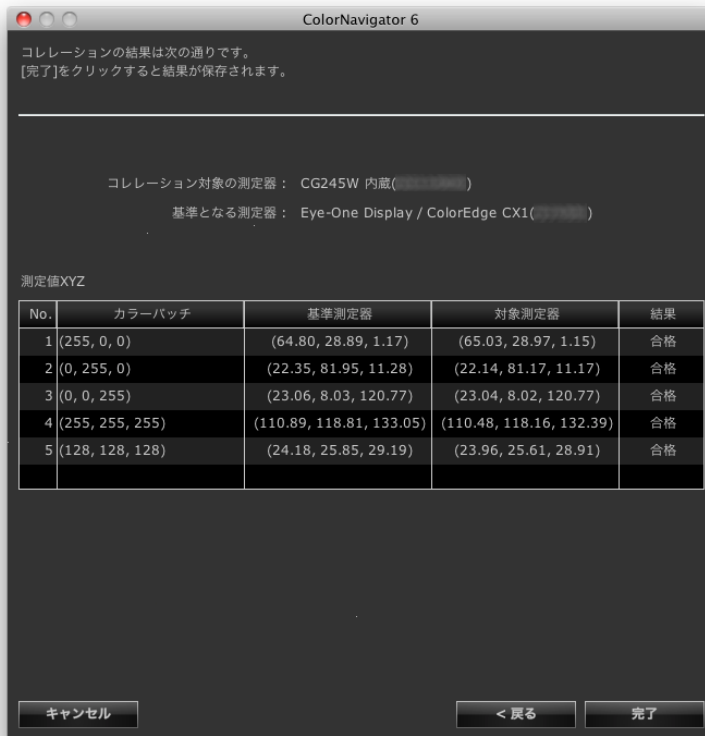 ColorNavigator 6
コレレーションの結果は次の通りです。
[完了]をクリックすると結果が保存されます。
コレレーション対象の測定器： CG245W 内蔵( )
基準となる測定器： Eye-One Display / ColorEdge CX1( )
測定値XYZ
No. カラーパッチ 基準測定器 対象測定器 結果
1 (255, 0, 0) (64.80, 28.89, 1.17) (65.03, 28.97, 1.15) 合格
2 (0, 255, 0) (22.35, 81.95, 11.28) (22.14, 81.17, 11.17) 合格
3 (0, 0, 255) (23.06, 8.03, 120.77) (23.04, 8.02, 120.77) 合格
4 (255, 255, 255) (110.89, 118.81, 133.05) (110.48, 118.16, 132.39) 合格
5 (128, 128, 128) (24.18, 25.85, 29.19) (23.96, 25.61, 28.91) 合格
キャンセル < 戻る 完了